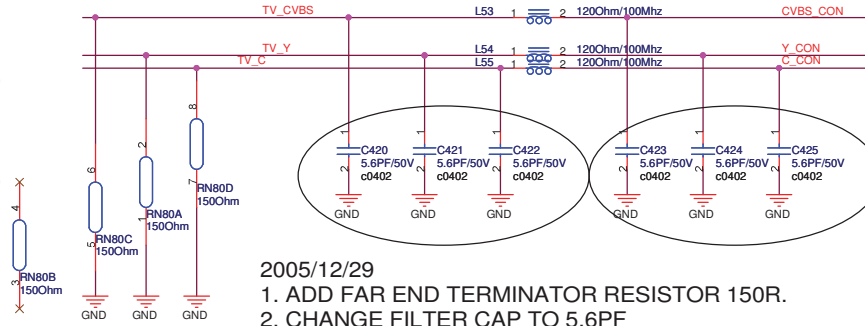 TV_CVBS L53 1 2 120Ohm/100Mhz CVBS_CON
TV_Y L54 1 2 120Ohm/100Mhz Y_CON
TV_C L55 1 2 120Ohm/100Mhz C_CON
8
1 1 1 1 1 1
6 2
C420 C421 C422 C423 C424 C425
5.6PF/50V 5.6PF/50V 5.6PF/50V 5.6PF/50V 5.6PF/50V 5.6PF/50V
2 2 2 2 2 2
c0402 c0402 c0402 c0402 c0402 c0402
7 RN80D
150Ohm
4
1 RN80A
150Ohm
GND GND GND GND GND GND
5 RN80C
150Ohm
3 RN80B
150Ohm
GND GND GND
2005/12/29
1. ADD FAR END TERMINATOR RESISTOR 150R.
2. CHANGE FILTER CAP TO 5.6PF